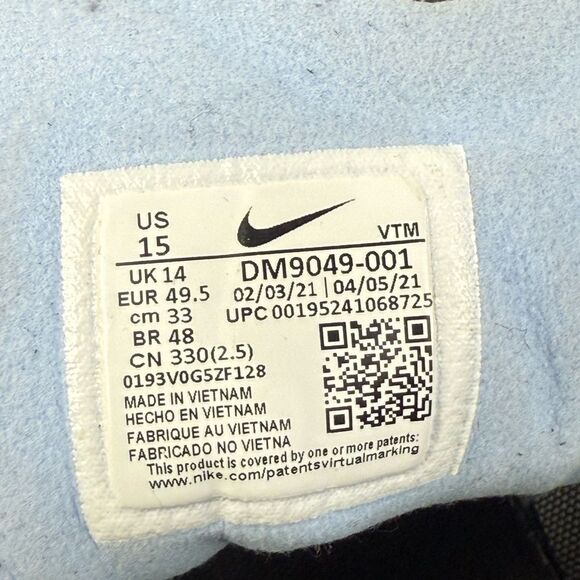 US
15
VTM
UK 14
DM9049-001
EUR 49.5
02/03/21 | 04/05/21
cm 33
UPC 00195241068725
BR 48
CN 330(2.5)
0193V0G5ZF128
MADE IN VIETNAM
HECHO EN VIETNAM
FABRIQUE AU VIETNAM
FABRICADO NO VIETNA
This product is covered by one or more patents:
www.nike.com/patentsvirtualmarking